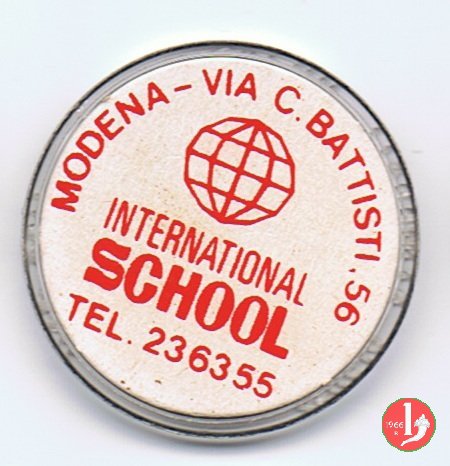 MODENA - VIA C. BATTISTI, 56
INTERNATIONAL
SCHOOL
TEL. 236355
1966